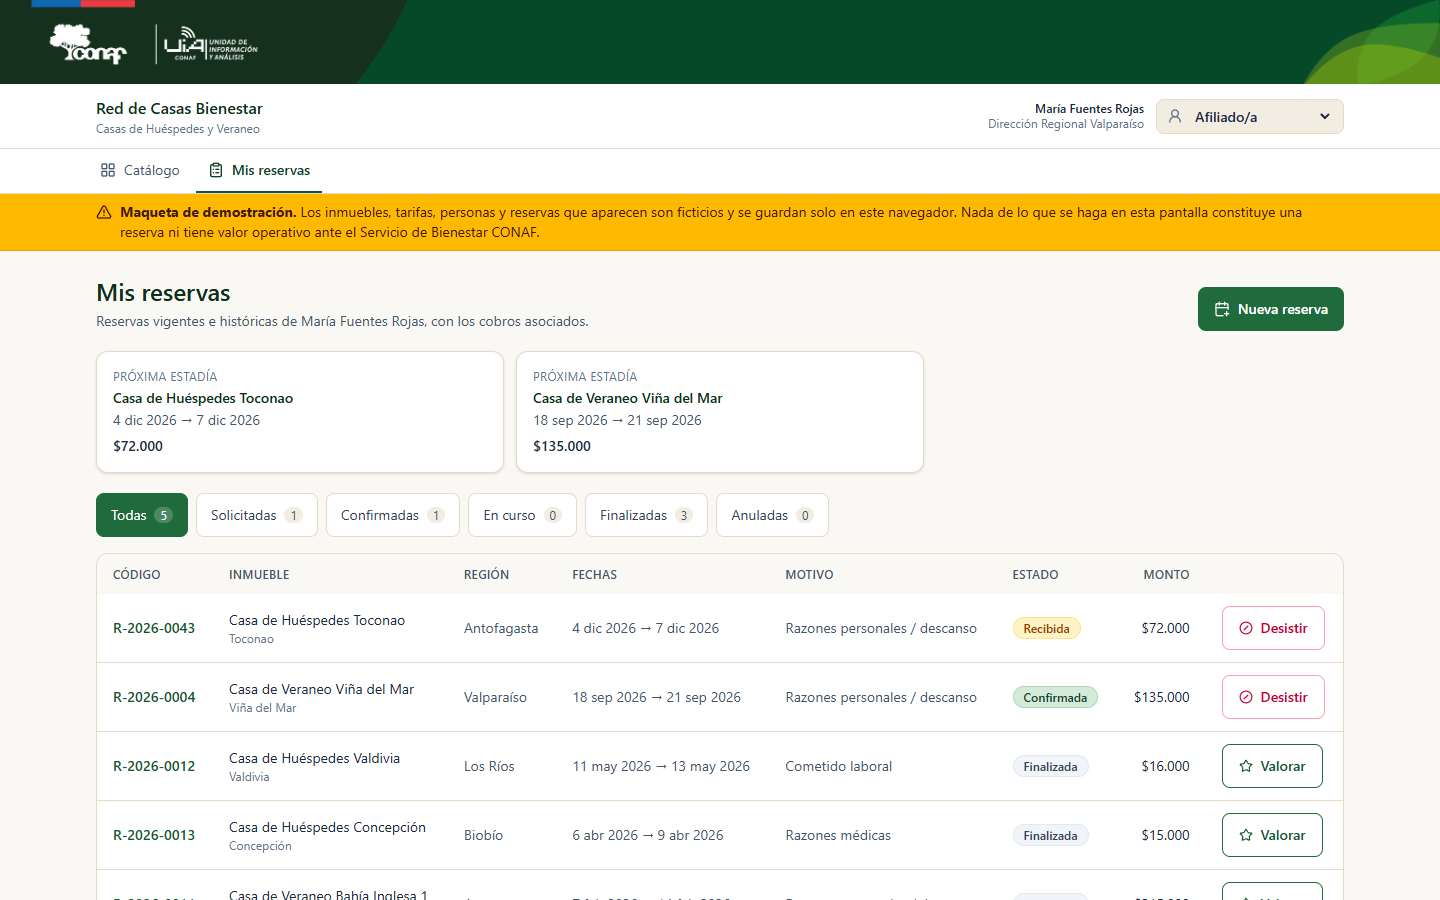 conaf
UIA
CONAF
UNIDAD DE
INFORMACIÓN
Y ANÁLISIS
Red de Casas Bienestar
Casas de Huéspedes y Veraneo
María Fuentes Rojas
Dirección Regional Valparaíso
Afiliado/a
Catálogo
Mis reservas
Maqueta de demostración. Los inmuebles, tarifas, personas y reservas que aparecen son ficticios y se guardan solo en este navegador. Nada de lo que se haga en esta pantalla constituye una
reserva ni tiene valor operativo ante el Servicio de Bienestar CONAF.
Mis reservas
Reservas vigentes e históricas de María Fuentes Rojas, con los cobros asociados.
Nueva reserva
PRÓXIMA ESTADÍA
Casa de Huéspedes Toconao
4 dic 2026 → 7 dic 2026
$72.000
PRÓXIMA ESTADÍA
Casa de Veraneo Viña del Mar
18 sep 2026 → 21 sep 2026
$135.000
Todas 5
Solicitadas 1
Confirmadas 1
En curso 0
Finalizadas 3
Anuladas 0
CÓDIGO INMUEBLE REGIÓN FECHAS MOTIVO ESTADO MONTO
R-2026-0043 Casa de Huéspedes Toconao Antofagasta 4 dic 2026 → 7 dic 2026 Razones personales / descanso Recibida $72.000 Desistir
Toconao
R-2026-0004 Casa de Veraneo Viña del Mar Valparaíso 18 sep 2026 → 21 sep 2026 Razones personales / descanso Confirmada $135.000 Desistir
Viña del Mar
R-2026-0012 Casa de Huéspedes Valdivia Los Ríos 11 may 2026 → 13 may 2026 Cometido laboral Finalizada $16.000 Valorar
Valdivia
R-2026-0013 Casa de Huéspedes Concepción Biobío 6 abr 2026 → 9 abr 2026 Razones médicas Finalizada $15.000 Valorar
Concepción
Casa de Veraneo Bahía Inglesa 1